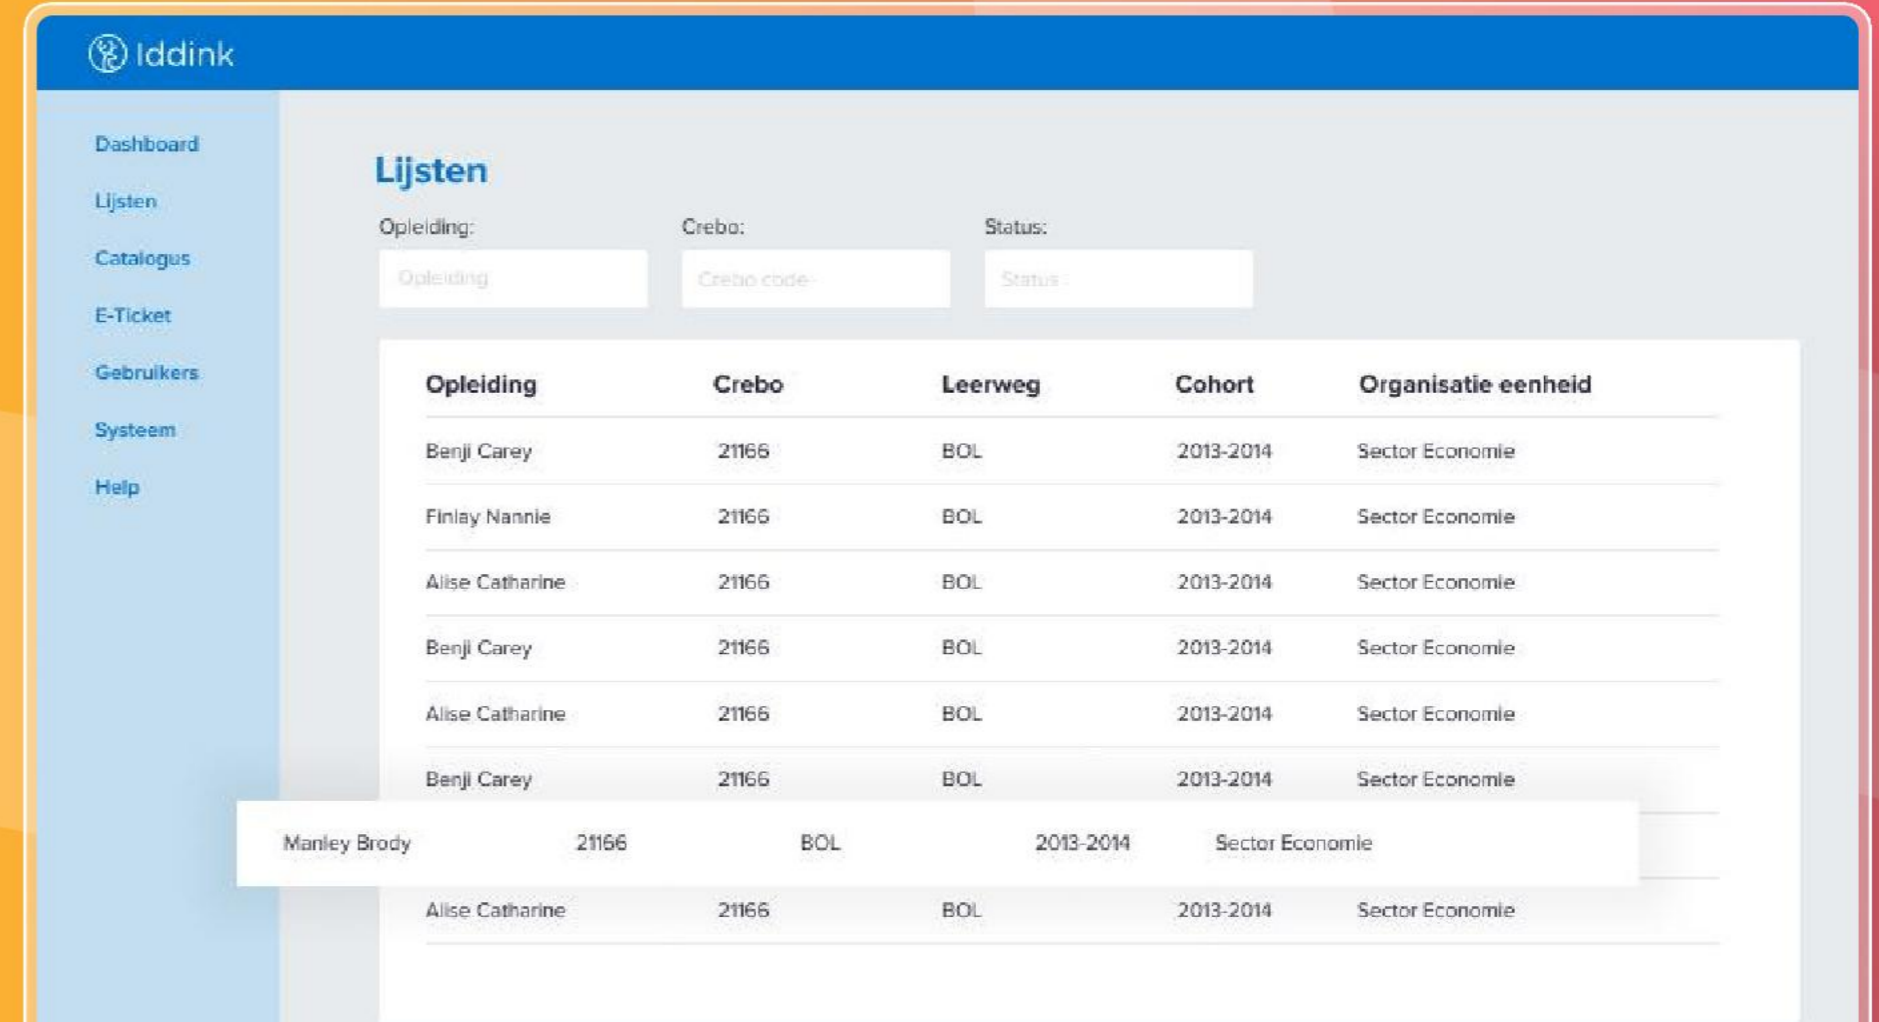 Iddink
Dashboard
Lijsten
Catalogus
E-Ticket
Gebruikers
Systeem
Help
Lijsten
Opleiding: Crebo: Status:
Opleiding Crebo code Status
Opleiding Crebo Leerweg Cohort Organisatie eenheid
Benji Carey 21166 BOL 2013-2014 Sector Economie
Finlay Nannie 21166 BOL 2013-2014 Sector Economie
Alise Catharine 21166 BOL 2013-2014 Sector Economie
Benji Carey 21166 BOL 2013-2014 Sector Economie
Alise Catharine 21166 BOL 2013-2014 Sector Economie
Benji Carey 21166 BOL 2013-2014 Sector Economie
Manley Brody 21166 BOL 2013-2014 Sector Economie
Alise Catharine 21166 BOL 2013-2014 Sector Economie